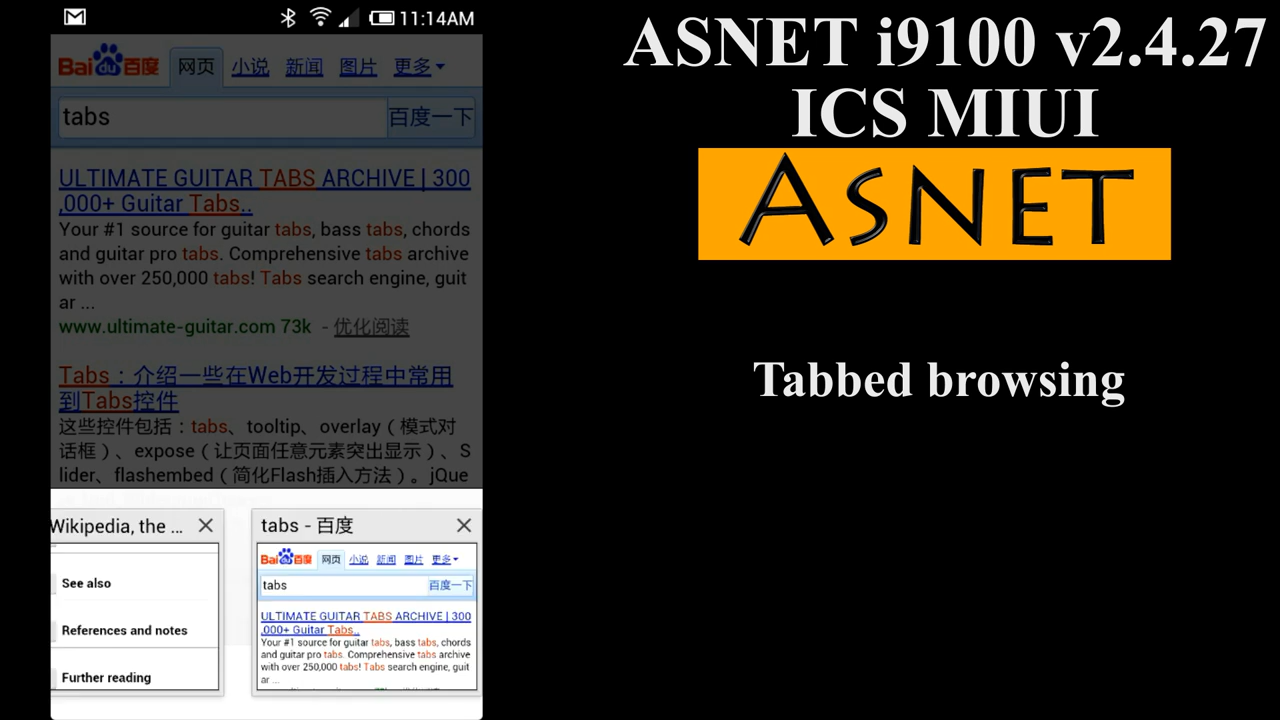 11:14AM
Bai du 百度 网页 小说 新闻 图片 更多
tabs 百度一下
ULTIMATE GUITAR TABS ARCHIVE | 300
,000+ Guitar Tabs..
Your #1 source for guitar tabs, bass tabs, chords
and guitar pro tabs. Comprehensive tabs archive
with over 250,000 tabs! Tabs search engine, guit
ar ...
www.ultimate-guitar.com 73k - 优化阅读
Tabs：介绍一些在Web开发过程中常用
到Tabs控件
这些控件包括：tabs、tooltip、overlay（模式对
话框）、expose（让页面任意元素突出显示）、S
lider、flashembed（简化Flash插入方法）。jQue
Wikipedia, the ...
See also
References and notes
Further reading
tabs - 百度
Bai du 百度 网页 小说 新闻 图片 更多
tabs 百度一下
ULTIMATE GUITAR TABS ARCHIVE | 300
,000+ Guitar Tabs..
Your #1 source for guitar tabs, bass tabs, chords
and guitar pro tabs. Comprehensive tabs archive
with over 250,000 tabs! Tabs search engine, guit
ar ...
ASNET i9100 v2.4.27
ICS MIUI
ASNET
Tabbed browsing